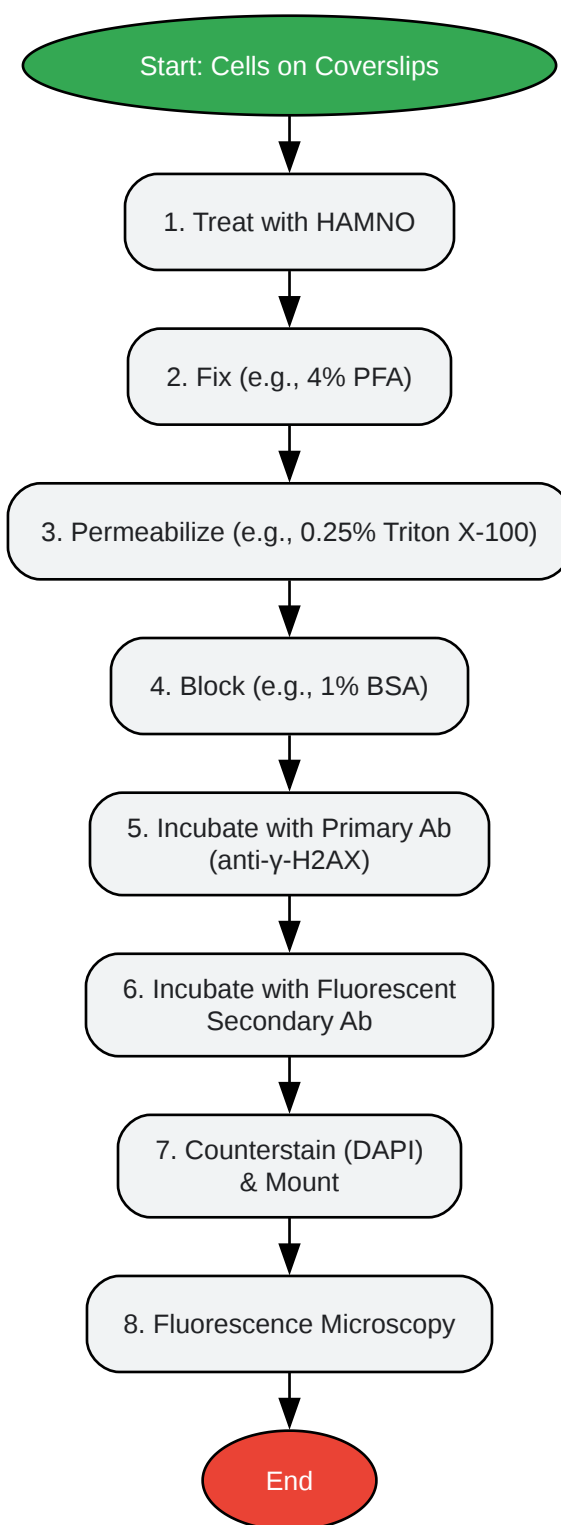 Start: Cells on Coverslips
1. Treat with HAMNO
2. Fix (e.g., 4% PFA)
3. Permeabilize (e.g., 0.25% Triton X-100)
4. Block (e.g., 1% BSA)
5. Incubate with Primary Ab
(anti-γ-H2AX)
6. Incubate with Fluorescent
Secondary Ab
7. Counterstain (DAPI)
& Mount
8. Fluorescence Microscopy
End